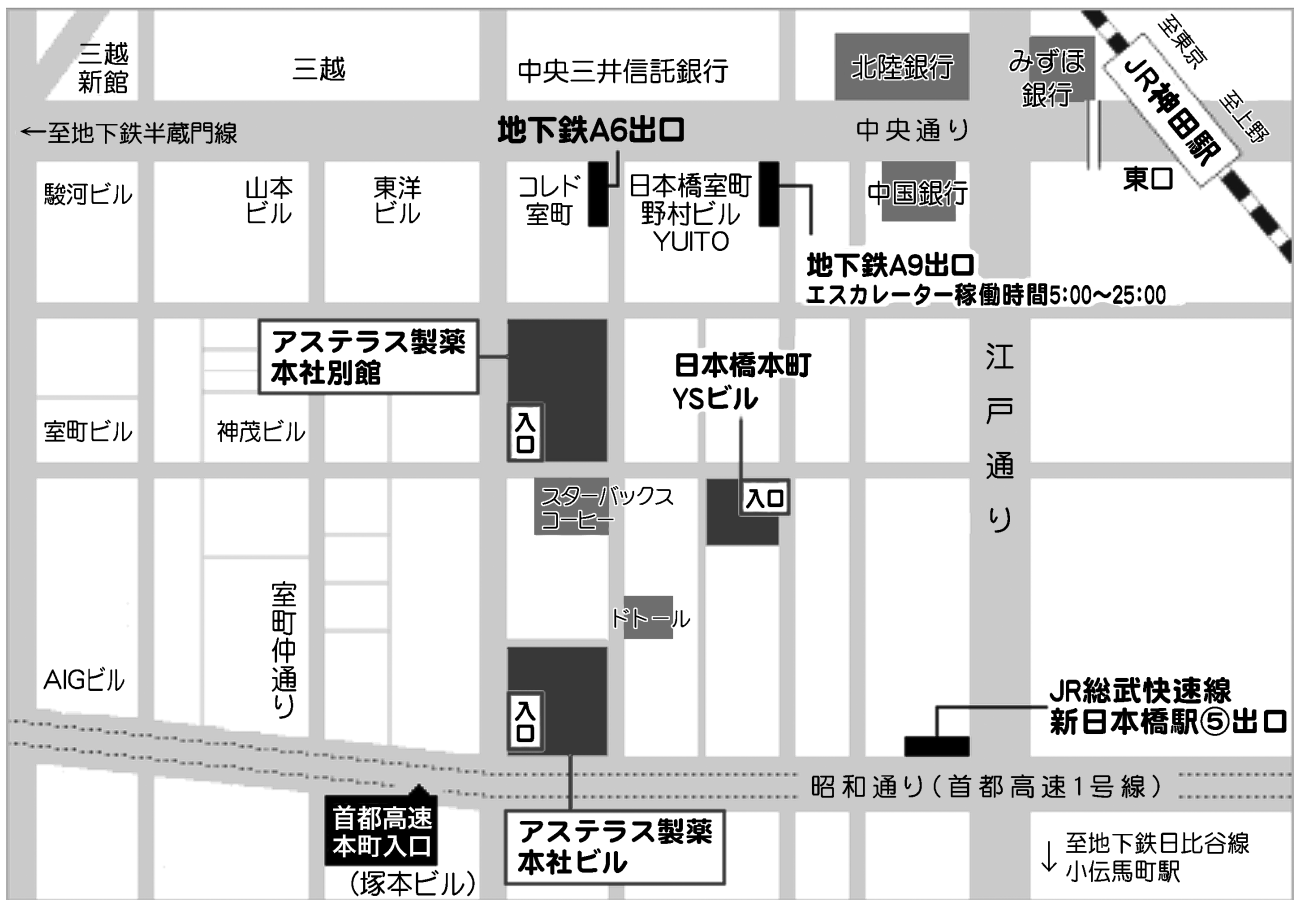 三越
新館
三越
中央三井信託銀行
北陸銀行
みずほ
銀行
至東京
JR神田駅
至上野
←至地下鉄半蔵門線
地下鉄A6出口
中央通り
東口
駿河ビル
山本
ビル
東洋
ビル
コレド
室町
日本橋室町
野村ビル
YUITO
中国銀行
地下鉄A9出口
エスカレーター稼働時間5:00～25:00
アステラス製薬
本社別館
入口
日本橋本町
YSビル
江戸通り
室町ビル
神茂ビル
スターバックス
コーヒー
入口
室町仲通り
ドトール
AIGビル
入口
JR総武快速線
新日本橋駅⑤出口
昭和通り(首都高速1号線)
首都高速
本町入口
(塚本ビル)
アステラス製薬
本社ビル
↓至地下鉄日比谷線
小伝馬町駅